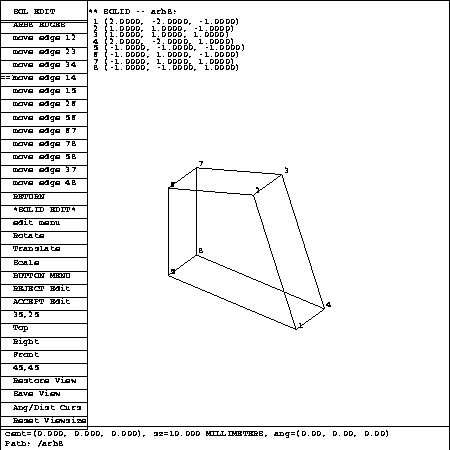 SOL EDIT
ARB8 EDGES
move edge 12
move edge 23
move edge 34
==move edge 14
move edge 15
move edge 26
move edge 56
move edge 67
move edge 78
move edge 58
move edge 37
move edge 48
RETURN
*SOLID EDIT*
edit menu
Rotate
Translate
Scale
BUTTON MENU
REJECT Edit
ACCEPT Edit
35,25
Top
Right
Front
45,45
Restore View
Save View
Ang/Dist Curs
Reset Viewsize
** SOLID -- arb8:
1 (2.0000, -2.0000, -1.0000)
2 (1.0000, 1.0000, -1.0000)
3 (1.0000, 1.0000, 1.0000)
4 (2.0000, -2.0000, 1.0000)
5 (-1.0000, -1.0000, -1.0000)
6 (-1.0000, 1.0000, -1.0000)
7 (-1.0000, 1.0000, 1.0000)
8 (-1.0000, -1.0000, 1.0000)
7
3
6
2
8
5
4
1
cent=(0.000, 0.000, 0.000), sz=10.000 MILLIMETERS, ang=(0.00, 0.00, 0.00)
Path: /arb8